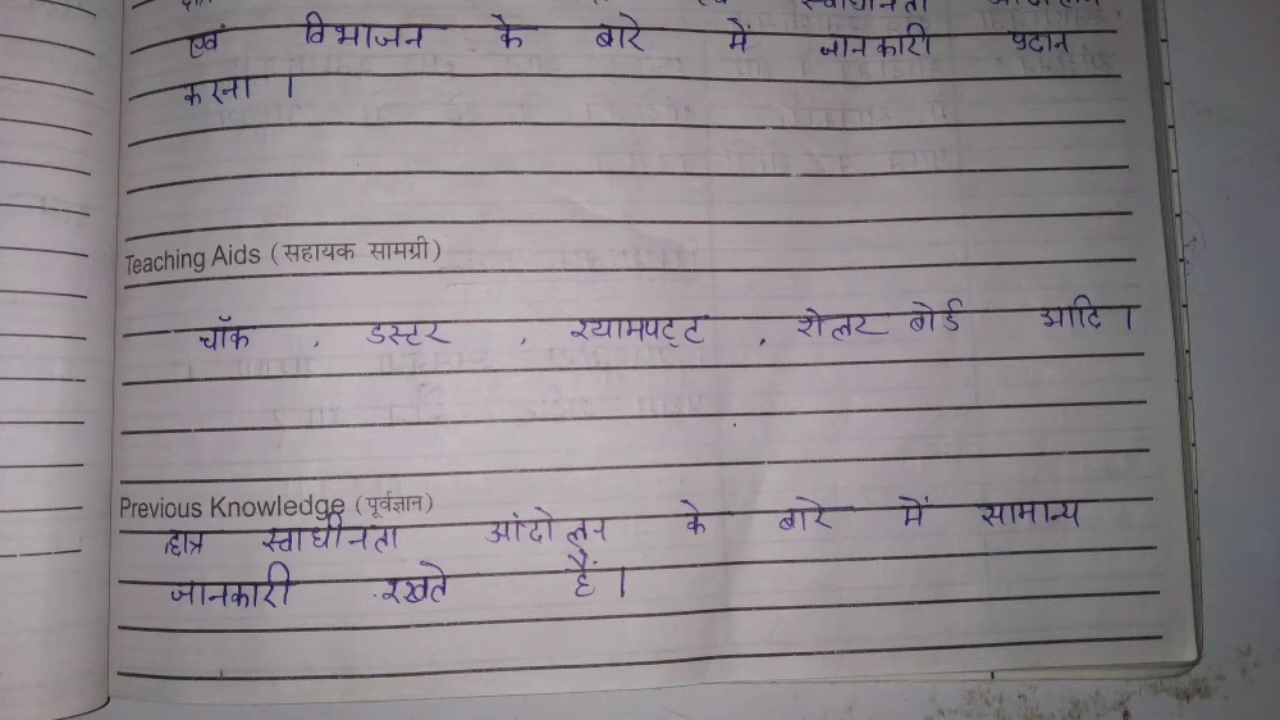 स्वाधीनता
एवं विभाजन के बारे में जानकारी प्रदान
करना ।
Teaching Aids (सहायक सामग्री)
चॉक , डस्टर , श्यामपट्ट , रोलर बोर्ड आदि ।
Previous Knowledge (पूर्वज्ञान)
छात्र स्वाधीनता आंदोलन के बारे में सामान्य
जानकारी रखते हैं ।